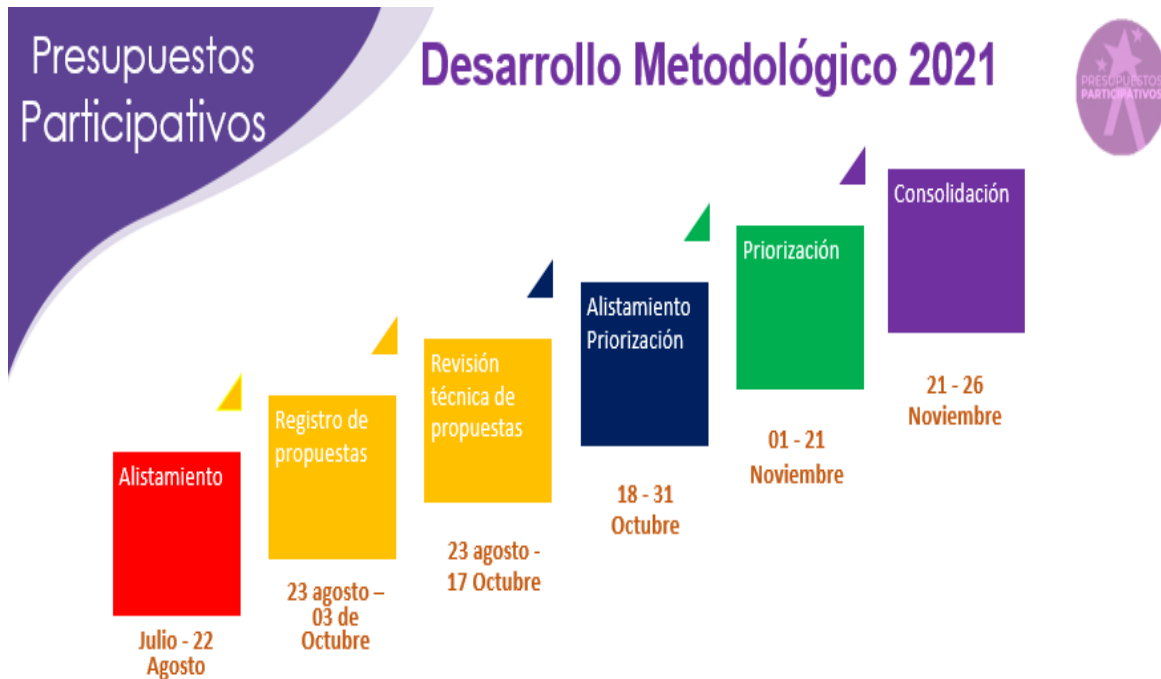 Presupuestos
Participativos
Desarrollo Metodológico 2021
PRESUPUESTOS
PARTICIPATIVOS
Alistamiento
Julio - 22
Agosto
Registro de
propuestas
23 agosto –
03 de
Octubre
Revisión
técnica de
propuestas
23 agosto -
17 Octubre
Alistamiento
Priorización
18 - 31
Octubre
Priorización
01 - 21
Noviembre
Consolidación
21 - 26
Noviembre